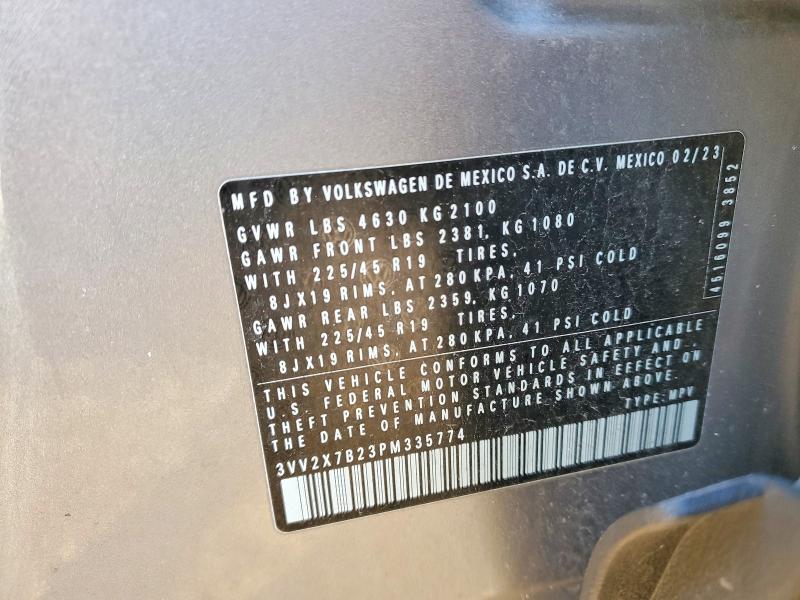 MFD BY VOLKSWAGEN DE MEXICO S.A. DE C.V. MEXICO 02/23
GVWR LBS 4630 KG 2100
GAWR FRONT LBS 2381, KG 1080
WITH 225/45 R19 TIRES,
8JX19 RIMS, AT 280 KPA, 41 PSI COLD
GAWR REAR LBS 2359, KG 1070
WITH 225/45 R19 TIRES,
8JX19 RIMS, AT 280 KPA, 41 PSI COLD
THIS VEHICLE CONFORMS TO ALL APPLICABLE
U.S. FEDERAL MOTOR VEHICLE SAFETY AND
THEFT PREVENTION STANDARDS IN EFFECT ON
THE DATE OF MANUFACTURE SHOWN ABOVE.
3VV2X7B23PM335774 TYPE: MPV
4516099 3852